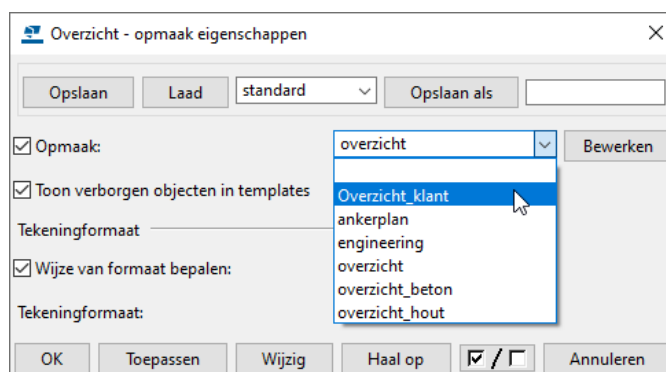 Overzicht - opmaak eigenschappen
Opslaan Laad standard Opslaan als
Opmaak: overzicht Bewerken
Overzicht_klant
Toon verborgen objecten in templates
ankerplan
Tekeningformaat
engineering
Wijze van formaat bepalen:
overzicht
overzicht_beton
Tekeningformaat:
overzicht_hout
OK Toepassen Wijzig Haal op / Annuleren